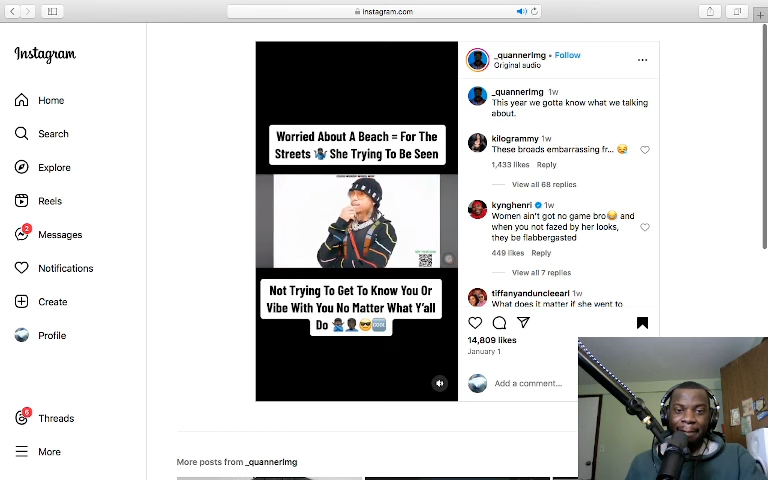 instagram.com
Instagram
Home
Search
Explore
Reels
2
Messages
Notifications
Create
Profile
6
Threads
More
Worried About A Beach = For The
Streets 🤷🏿‍♂️ She Trying To Be Seen
Not Trying To Get To Know You Or
Vibe With You No Matter What Y'all
Do 🤷🏿‍♂️🤦🏿‍♂️😎🆒
_quannerlmg • Follow
Original audio
_quannerlmg 1w
This year we gotta know what we talking
about.
kilogrammy 1w
These broads embarrassing fr... 😪
1,433 likes Reply
View all 68 replies
kynghenri 1w
Women ain't got no game bro😂 and
when you not fazed by her looks,
they be flabbergasted
449 likes Reply
View all 7 replies
tiffanyanduncleearl 1w
What does it matter if she went to
14,809 likes
January 1
Add a comment...
More posts from _quannerlmg